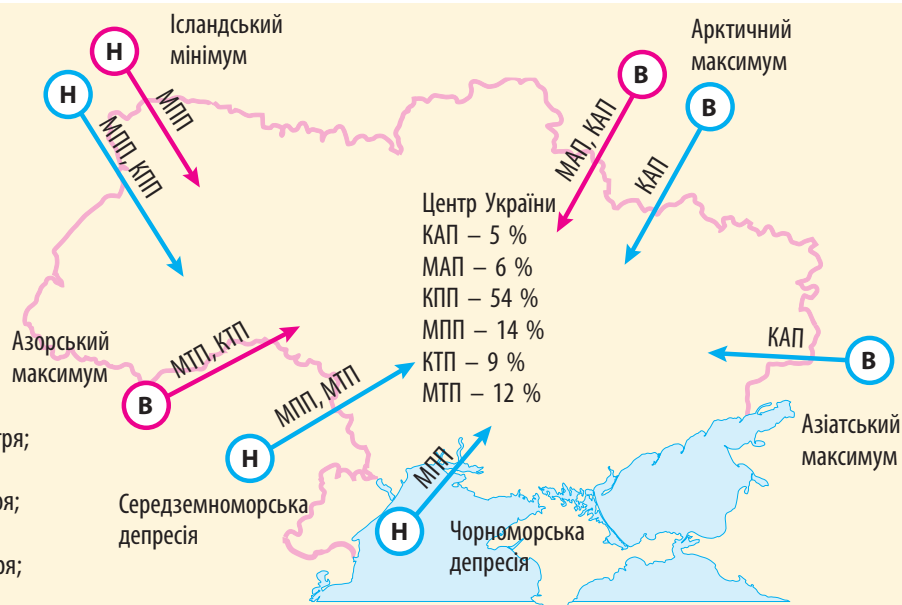 Н
Ісландський
мінімум
Н
МПП
МПП, КПП
В
Арктичний
максимум
В
МАП, КАП
КАП
Центр України
КАП – 5 %
МАП – 6 %
КПП – 54 %
МПП – 14 %
КТП – 9 %
МТП – 12 %
Азорський
максимум
В
МТП, КТП
Н
МПП, МТП
Середземноморська
депресія
Н
МПП
Чорноморська
депресія
КАП
В
Азіатський
максимум
тря;
ря;
ря;